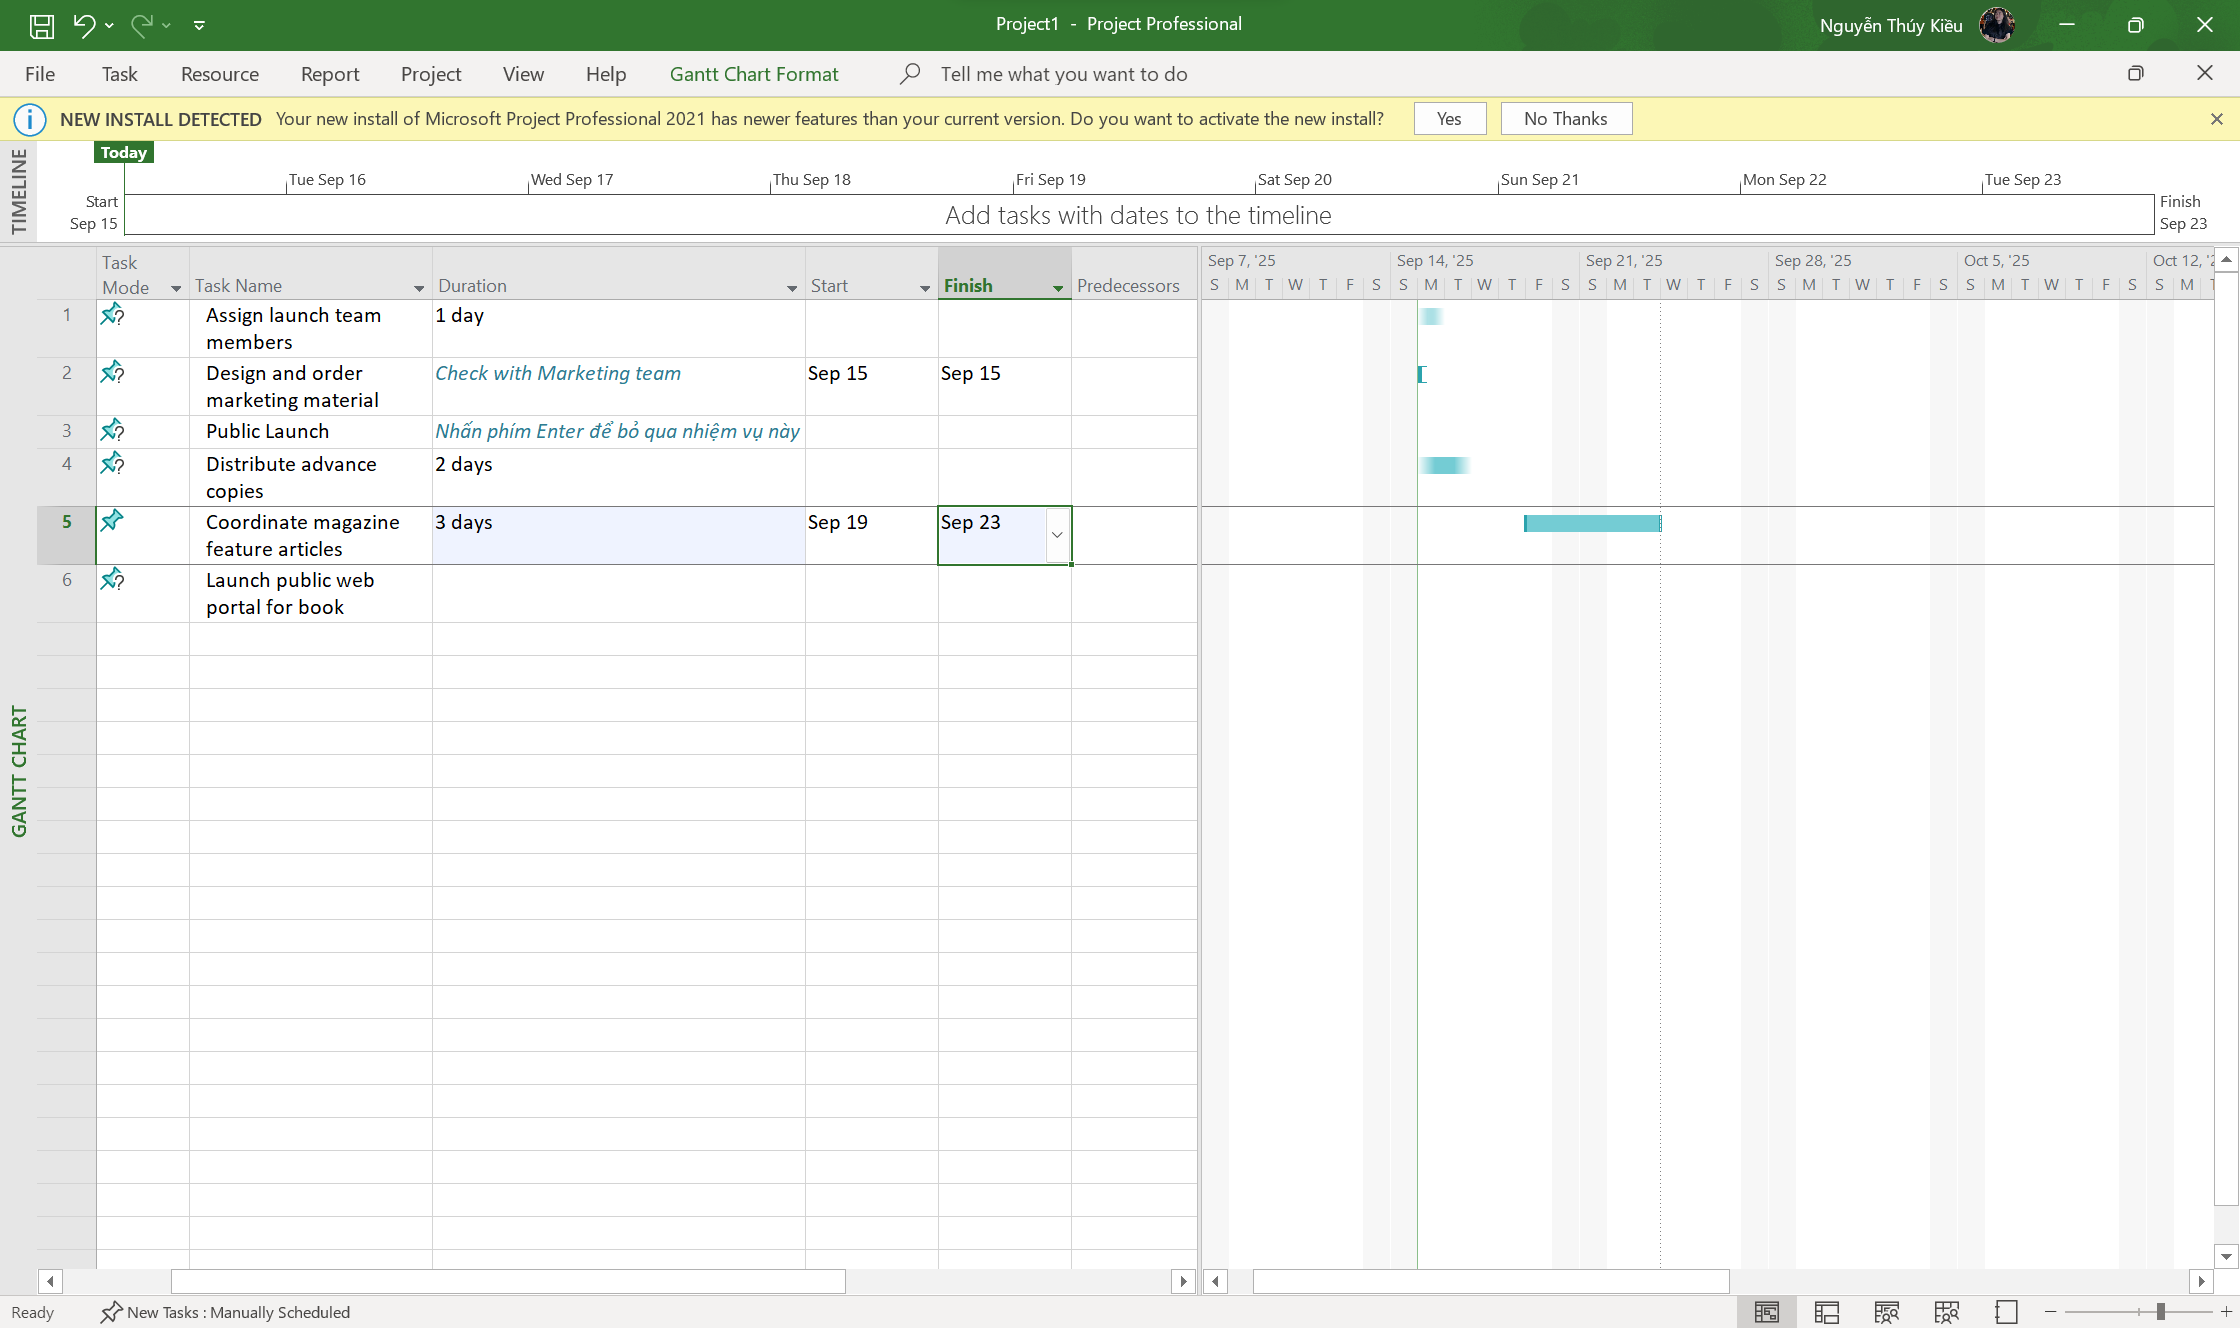 Project1 - Project Professional
Nguyễn Thúy Kiều
File Task Resource Report Project View Help Gantt Chart Format Tell me what you want to do
NEW INSTALL DETECTED Your new install of Microsoft Project Professional 2021 has newer features than your current version. Do you want to activate the new install? Yes No Thanks
TIMELINE
Today
Tue Sep 16 Wed Sep 17 Thu Sep 18 Fri Sep 19 Sat Sep 20 Sun Sep 21 Mon Sep 22 Tue Sep 23
Start
Sep 15
Add tasks with dates to the timeline
Finish
Sep 23
GANTT CHART
Task
Mode Task Name Duration Start Finish Predecessors
Sep 7, '25 Sep 14, '25 Sep 21, '25 Sep 28, '25 Oct 5, '25 Oct 12, '2
S M T W T F S S M T W T F S S M T W T F S S M T W T F S S M T W T F S S M T
1 Assign launch team 1 day
members
2 Design and order Check with Marketing team Sep 15 Sep 15
marketing material
3 Public Launch Nhấn phím Enter để bỏ qua nhiệm vụ này
4 Distribute advance 2 days
copies
5 Coordinate magazine 3 days Sep 19 Sep 23
feature articles
6 Launch public web
portal for book
Ready New Tasks : Manually Scheduled